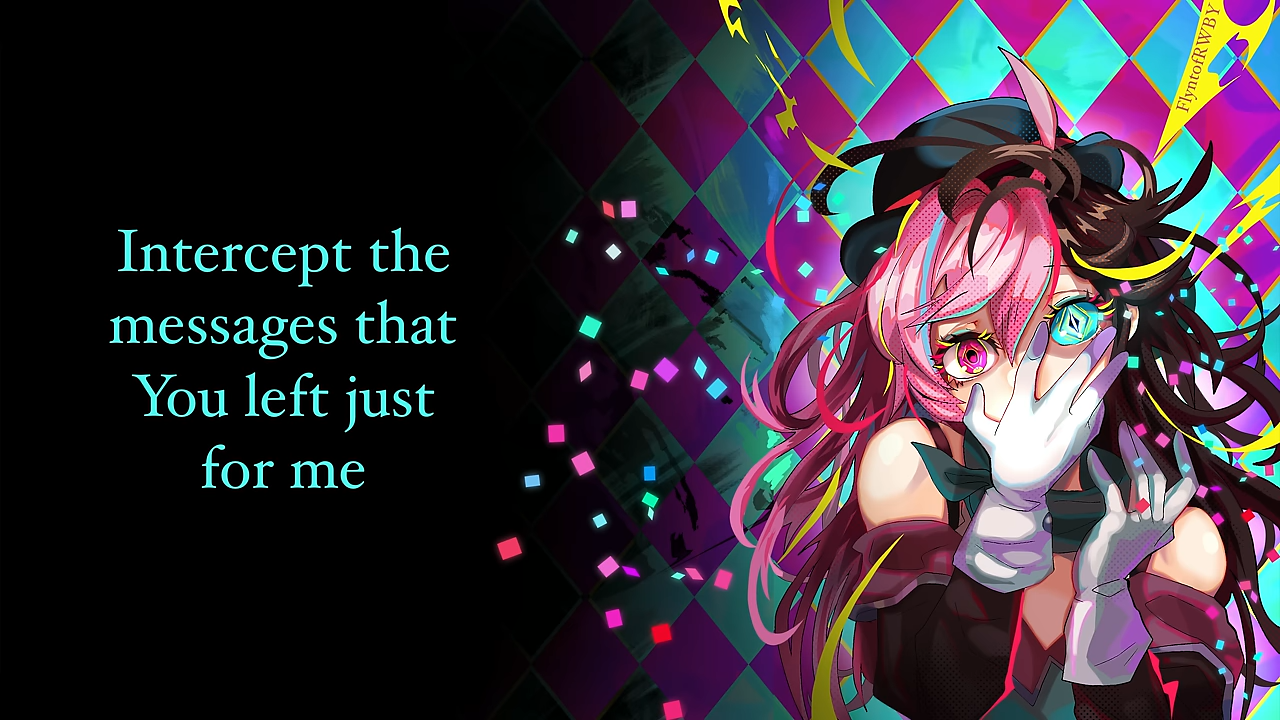 Intercept the
messages that
You left just
for me
FlyntofRWBY